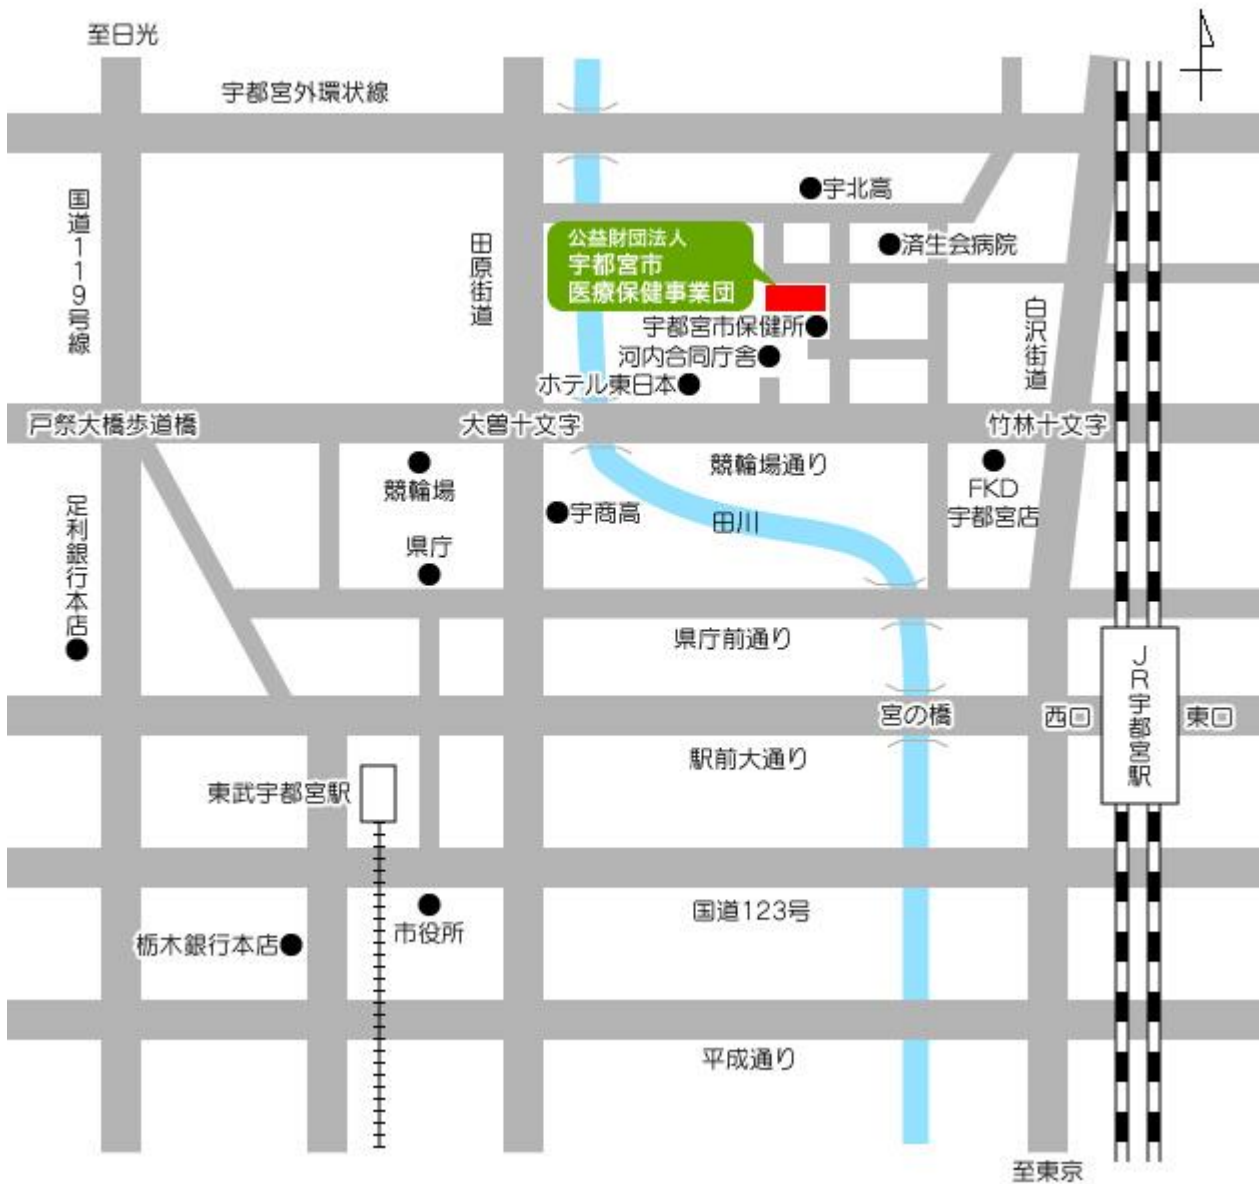 至日光
宇都宮外環状線
国道119号線
田原街道
宇北高
公益財団法人
宇都宮市
医療保健事業団
済生会病院
白沢街道
宇都宮市保健所
河内合同庁舎
ホテル東日本
戸祭大橋歩道橋
大曽十文字
竹林十文字
競輪場通り
競輪場
FKD
宇都宮店
足利銀行本店
宇商高
田川
県庁
県庁前通り
JR宇都宮駅
宮の橋
西口
東口
駅前大通り
東武宇都宮駅
国道123号
市役所
栃木銀行本店
平成通り
至東京